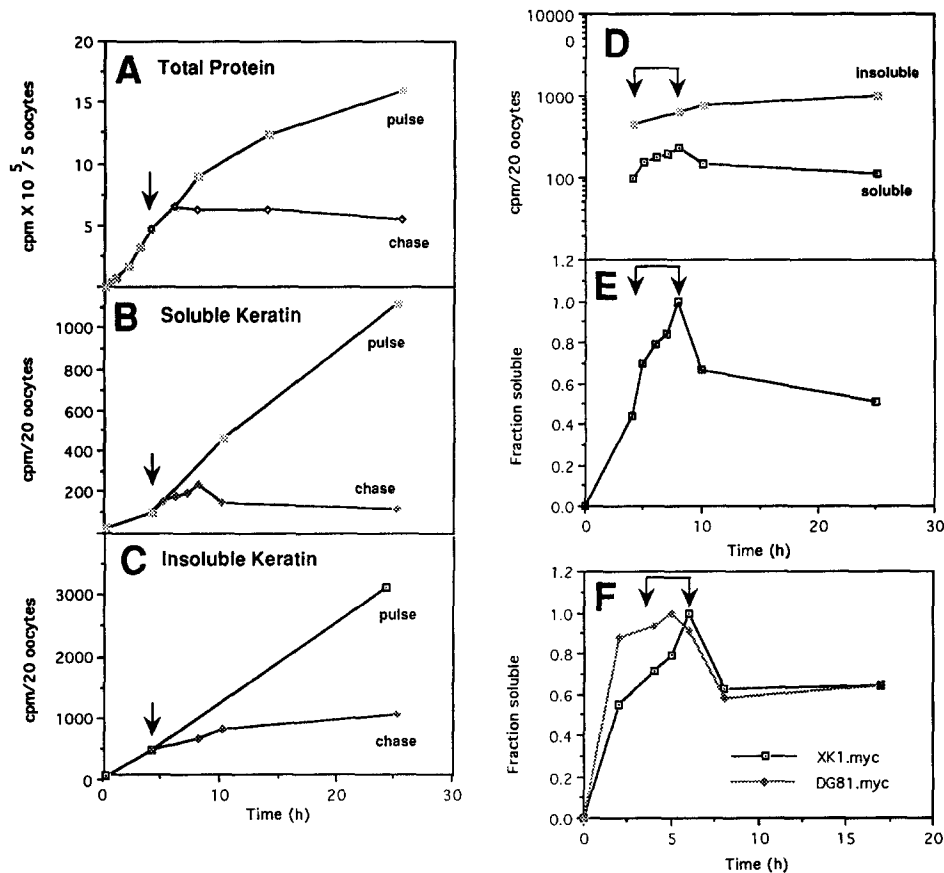 A Total Protein
20
15
10
5
cpm X 10 5/ 5 oocytes
pulse
chase
B Soluble Keratin
1000
800
600
400
200
cpm/20 oocytes
pulse
chase
C Insoluble Keratin
3000
2000
1000
0
cpm/20 oocytes
pulse
chase
0 10 20 30
Time (h)
D
10000
0
1000
100
cpm/20 oocytes
insoluble
soluble
E
1.2
1.0
0.8
0.6
0.4
0.2
0.0
Fraction soluble
0 10 20 30
Time (h)
F
1.2
1.0
0.8
0.6
0.4
0.2
0.0
Fraction soluble
XK1.myc
DG81.myc
0 5 10 15 20
Time (h)